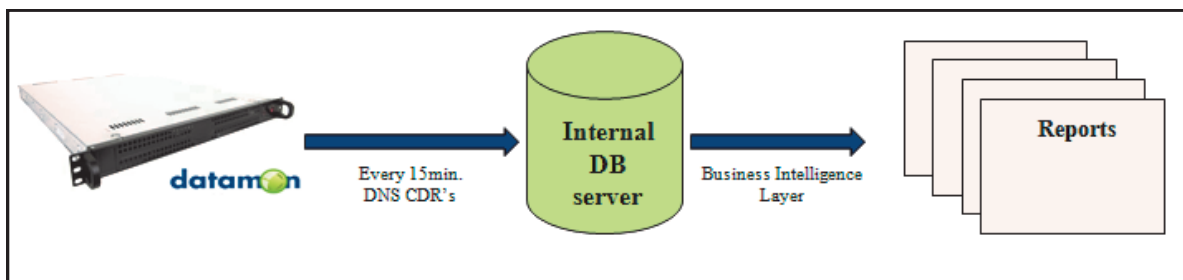 datamon
Every 15min.
DNS CDR's
Internal
DB
server
Business Intelligence
Layer
Reports